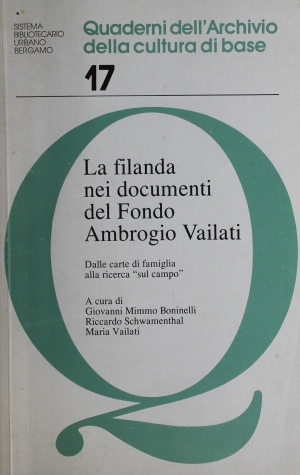 SISTEMA
BIBLIOTECARIO
URBANO
BERGAMO
Quaderni dell'Archivio
della cultura di base
17
La filanda
nei documenti
del Fondo
Ambrogio Vailati
Dalle carte di famiglia
alla ricerca "sul campo"
A cura di
Giovanni Mimmo Boninelli
Riccardo Schwamenthal
Maria Vailati